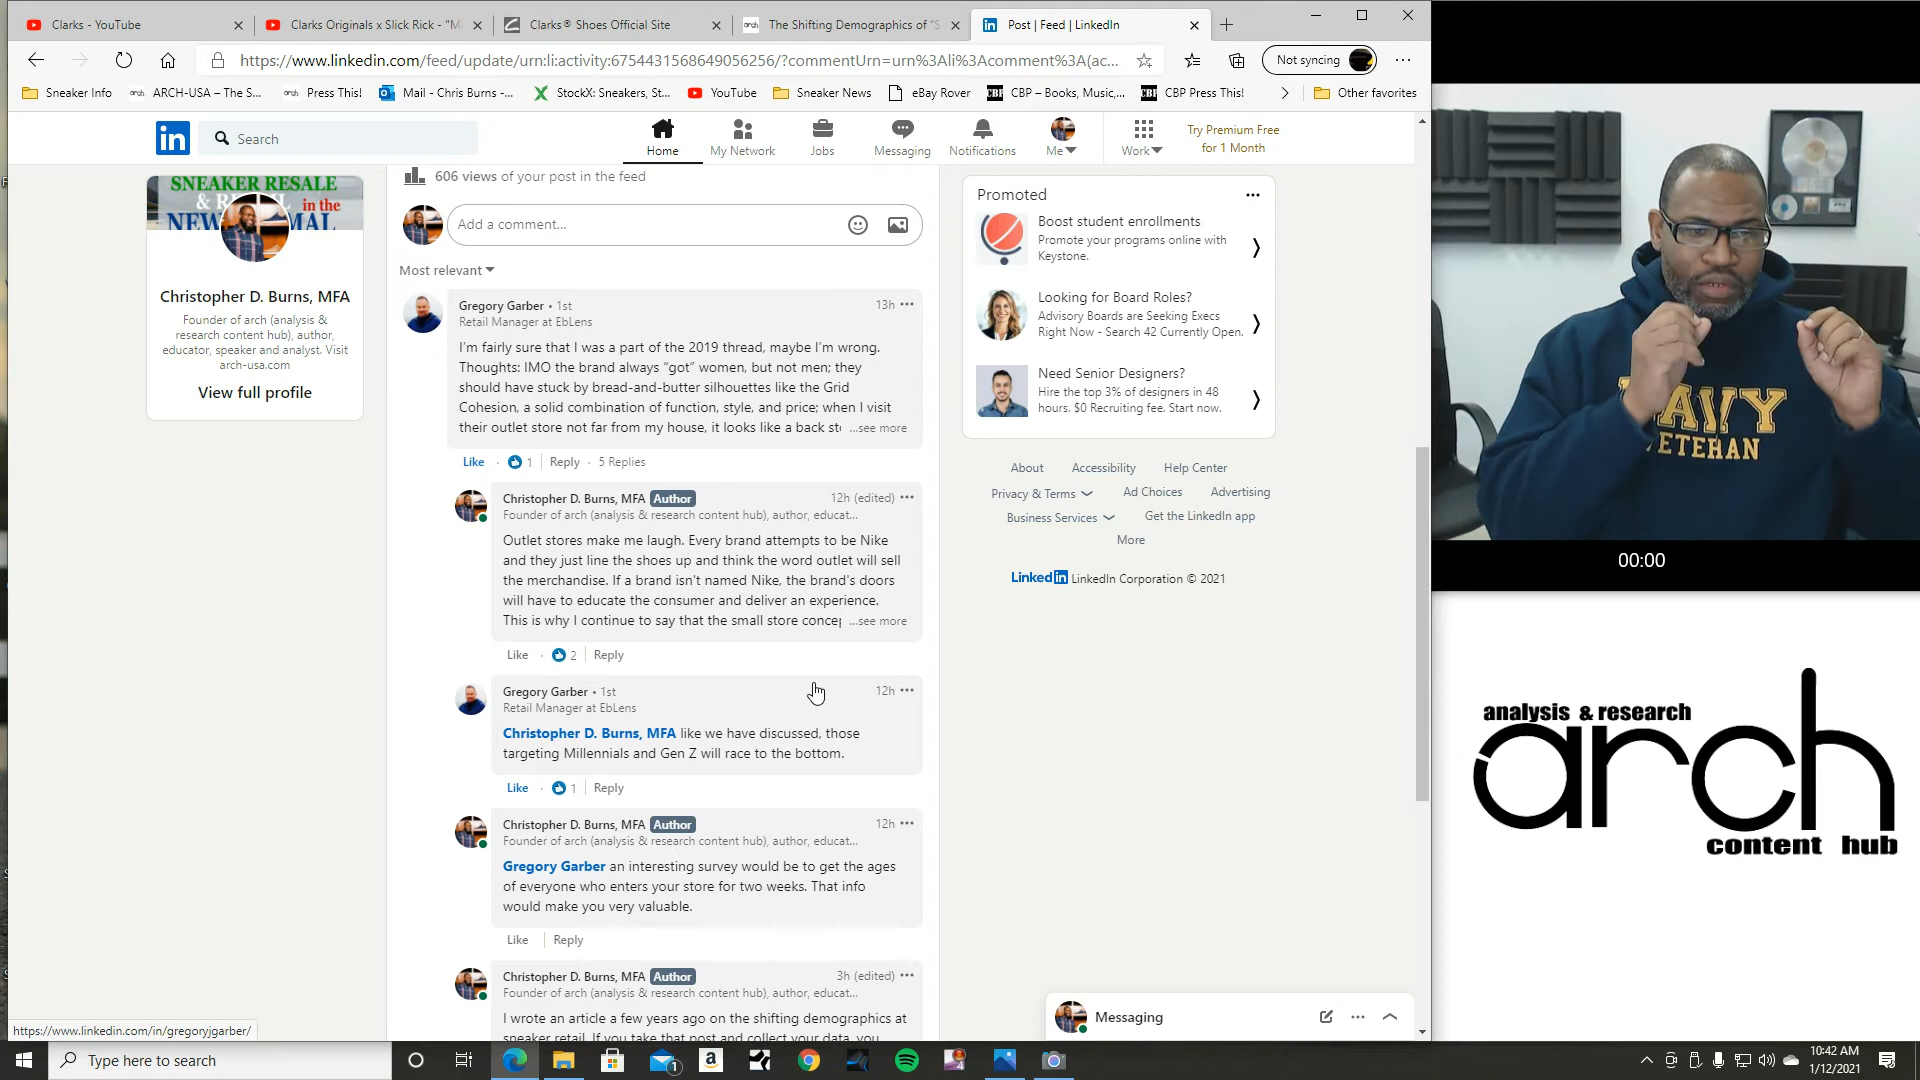 Clarks - YouTube
Clarks Originals x Slick Rick - "M
Clarks® Shoes Official Site
The Shifting Demographics of "S
Post | Feed | LinkedIn
https://www.linkedin.com/feed/update/urn:li:activity:6754431568649056256/?commentUrn=urn%3Ali%3Acomment%3A(ac...
Not syncing
Sneaker Info
ARCH-USA – The S...
Press This!
Mail - Chris Burns -...
StockX: Sneakers, St...
YouTube
Sneaker News
eBay Rover
CBP – Books, Music,...
CBP Press This!
Other favorites
in
Search
Home
My Network
Jobs
Messaging
Notifications
Me
Work
Try Premium Free
for 1 Month
SNEAKER RESALE
in the
Christopher D. Burns, MFA
Founder of arch (analysis &
research content hub), author,
educator, speaker and analyst. Visit
arch-usa.com
View full profile
606 views of your post in the feed
Add a comment...
Most relevant
Gregory Garber • 1st
13h
Retail Manager at EbLens
I'm fairly sure that I was a part of the 2019 thread, maybe I'm wrong.
Thoughts: IMO the brand always "got" women, but not men; they
should have stuck by bread-and-butter silhouettes like the Grid
Cohesion, a solid combination of function, style, and price; when I visit
their outlet store not far from my house, it looks like a back st ...see more
Like · 1 | Reply · 5 Replies
Christopher D. Burns, MFA Author
12h (edited)
Founder of arch (analysis & research content hub), author, educat...
Outlet stores make me laugh. Every brand attempts to be Nike
and they just line the shoes up and think the word outlet will sell
the merchandise. If a brand isn't named Nike, the brand's doors
will have to educate the consumer and deliver an experience.
This is why I continue to say that the small store concep ...see more
Like · 2 | Reply
Gregory Garber • 1st
12h
Retail Manager at EbLens
Christopher D. Burns, MFA like we have discussed, those
targeting Millennials and Gen Z will race to the bottom.
Like · 1 | Reply
Christopher D. Burns, MFA Author
12h
Founder of arch (analysis & research content hub), author, educat...
Gregory Garber an interesting survey would be to get the ages
of everyone who enters your store for two weeks. That info
would make you very valuable.
Like | Reply
Christopher D. Burns, MFA Author
3h (edited)
Founder of arch (analysis & research content hub), author, educat...
I wrote an article a few years ago on the shifting demographics at
sneaker retail. If you take that post and collect your data, you
Promoted
Boost student enrollments
Promote your programs online with
Keystone.
Looking for Board Roles?
Advisory Boards are Seeking Execs
Right Now - Search 42 Currently Open.
Need Senior Designers?
Hire the top 3% of designers in 48
hours. $0 Recruiting fee. Start now.
About
Accessibility
Help Center
Privacy & Terms
Ad Choices
Advertising
Business Services
Get the LinkedIn app
More
LinkedIn LinkedIn Corporation © 2021
Messaging
https://www.linkedin.com/in/gregoryjgarber/
NAVY
VETERAN
00:00
analysis & research
arch
content hub
Type here to search
1
10:42 AM
1/12/2021